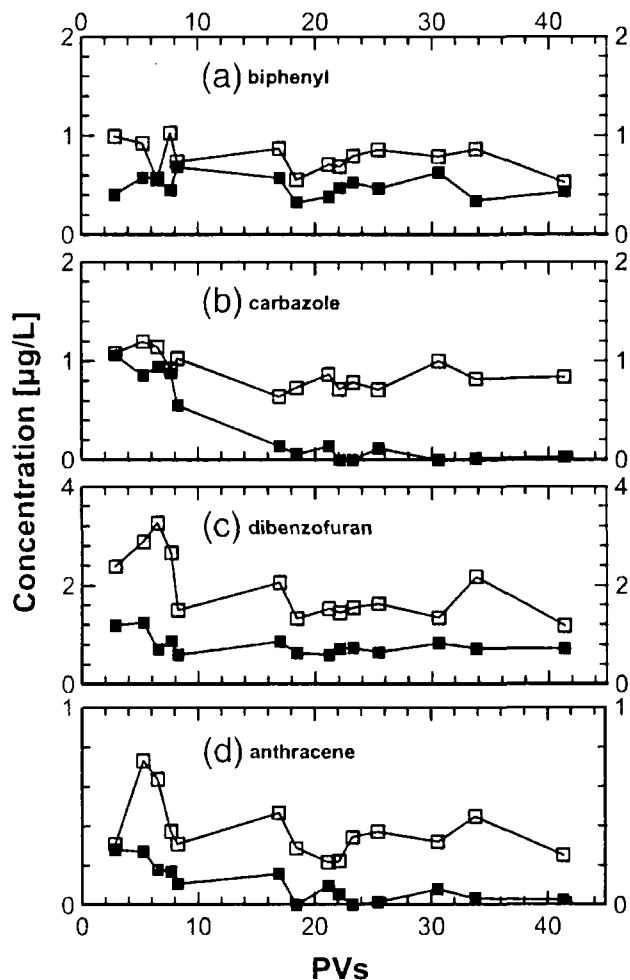 0 10 20 30 40
2 2
(a) biphenyl
1 1
0 0
2 2
(b) carbazole
1 1
0 0
4 4
(c) dibenzofuran
2 2
0 0
1 1
(d) anthracene
0 0
0 10 20 30 40
PVs
Concentration [µg/L]